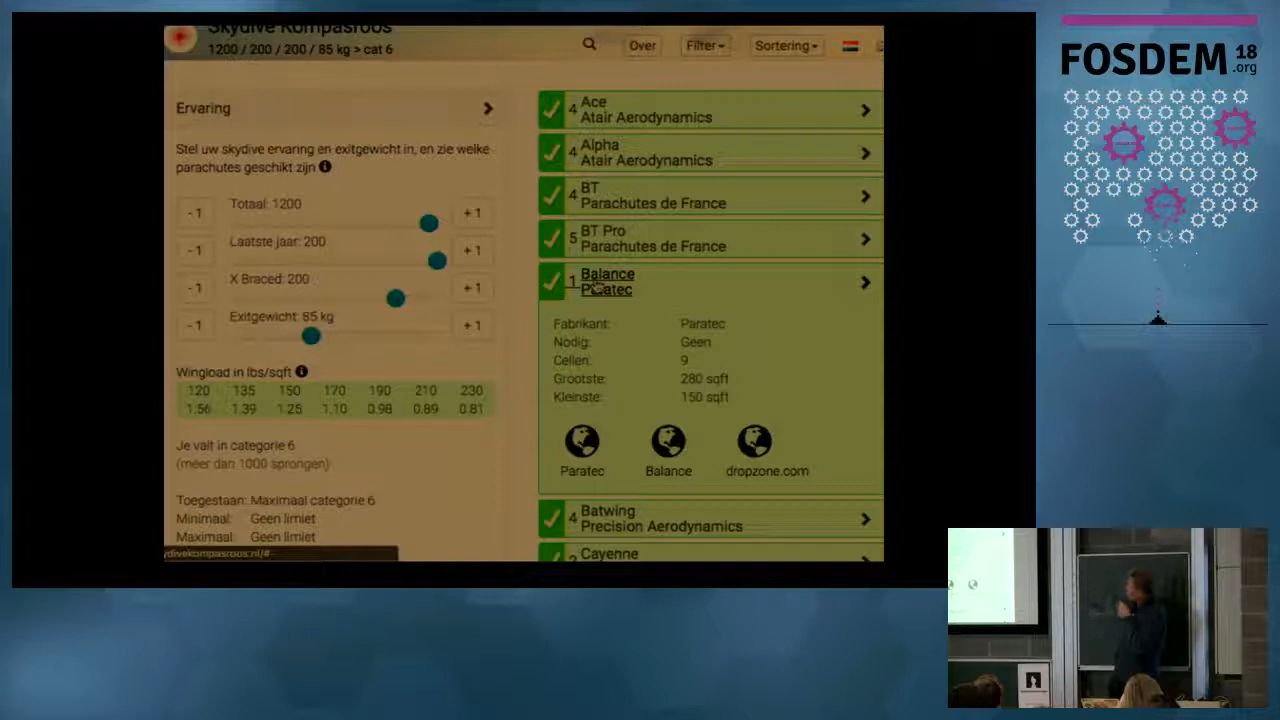 Skydive Kompasroos
1200 / 200 / 200 / 85 kg > cat 6
Over
Filter
Sortering
Ervaring
Stel uw skydive ervaring en exitgewicht in, en zie welke
parachutes geschikt zijn
- 1
Totaal: 1200
+ 1
- 1
Laatste jaar: 200
+ 1
- 1
X Braced: 200
+ 1
- 1
Exitgewicht: 85 kg
+ 1
Wingload in lbs/sqft
120 135 150 170 190 210 230
1.56 1.39 1.25 1.10 0.98 0.89 0.81
Je valt in categorie 6
(meer dan 1000 sprongen)
Toegestaan: Maximaal categorie 6
Minimaal: Geen limiet
Maximaal: Geen limiet
ydivekompasroos.nl/#
4 Ace
Atair Aerodynamics
4 Alpha
Atair Aerodynamics
4 BT
Parachutes de France
5 BT Pro
Parachutes de France
1 Balance
Paratec
Fabrikant: Paratec
Nodig: Geen
Cellen: 9
Grootste: 280 sqft
Kleinste: 150 sqft
Paratec
Balance
dropzone.com
4 Batwing
Precision Aerodynamics
Cayenne
FOSDEM 18
.org